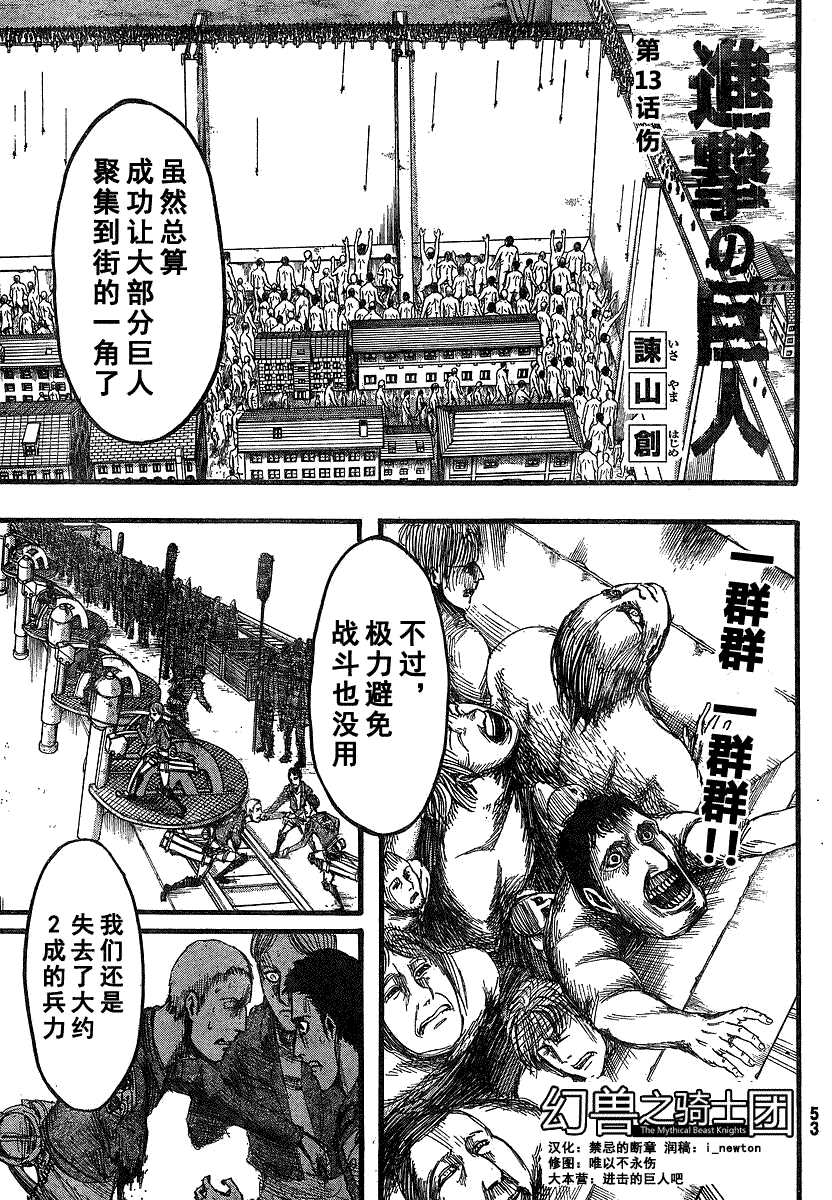 進撃の巨人
第13话 伤
諫山創
いさ
やま
はじめ
虽然总算
成功让大部分巨人
聚集到街的一角了
一群群 一群群!!
不过，
极力避免
战斗也没用
我们还是
失去了大约
2成的兵力
幻兽之骑士团
The Mythical Beast Knights
汉化：禁忌的断章 润稿：i_newton
修图：唯以不永伤
大本营：进击的巨人吧
53